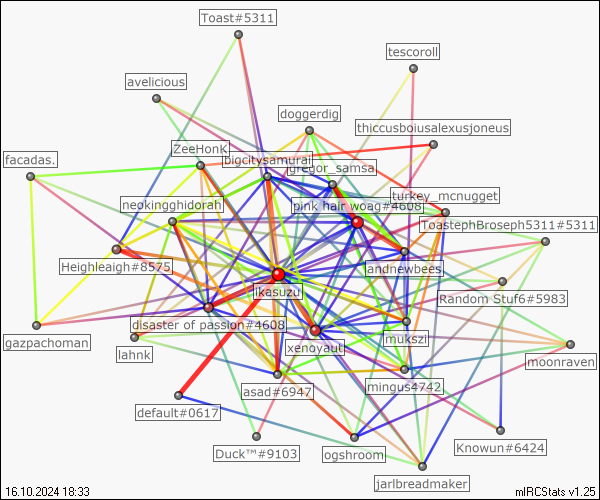 Toast#5311
tescoroll
avelicious
doggerdig
thiccusboiusalexusjoneus
ZeeHonk
bigcitysamurai
facadas.
gregor_samsa
turkey_mcnugget
neokingghidorah
pink hair woag#4608
ToastephBroseph5311#5311
Heighleaigh#8575
andnewbees
ikasuzu
Random Stuf6#5983
disaster of passion#4608
gazpachoman
mukszi
xenoyaut
lahnk
moonraven
asad#6947
mingus4742
default#0617
Duck™#9103
ogshroom
Knowun#6424
jarlbreadmaker
16.10.2024 18:33
mIRCStats v1.25